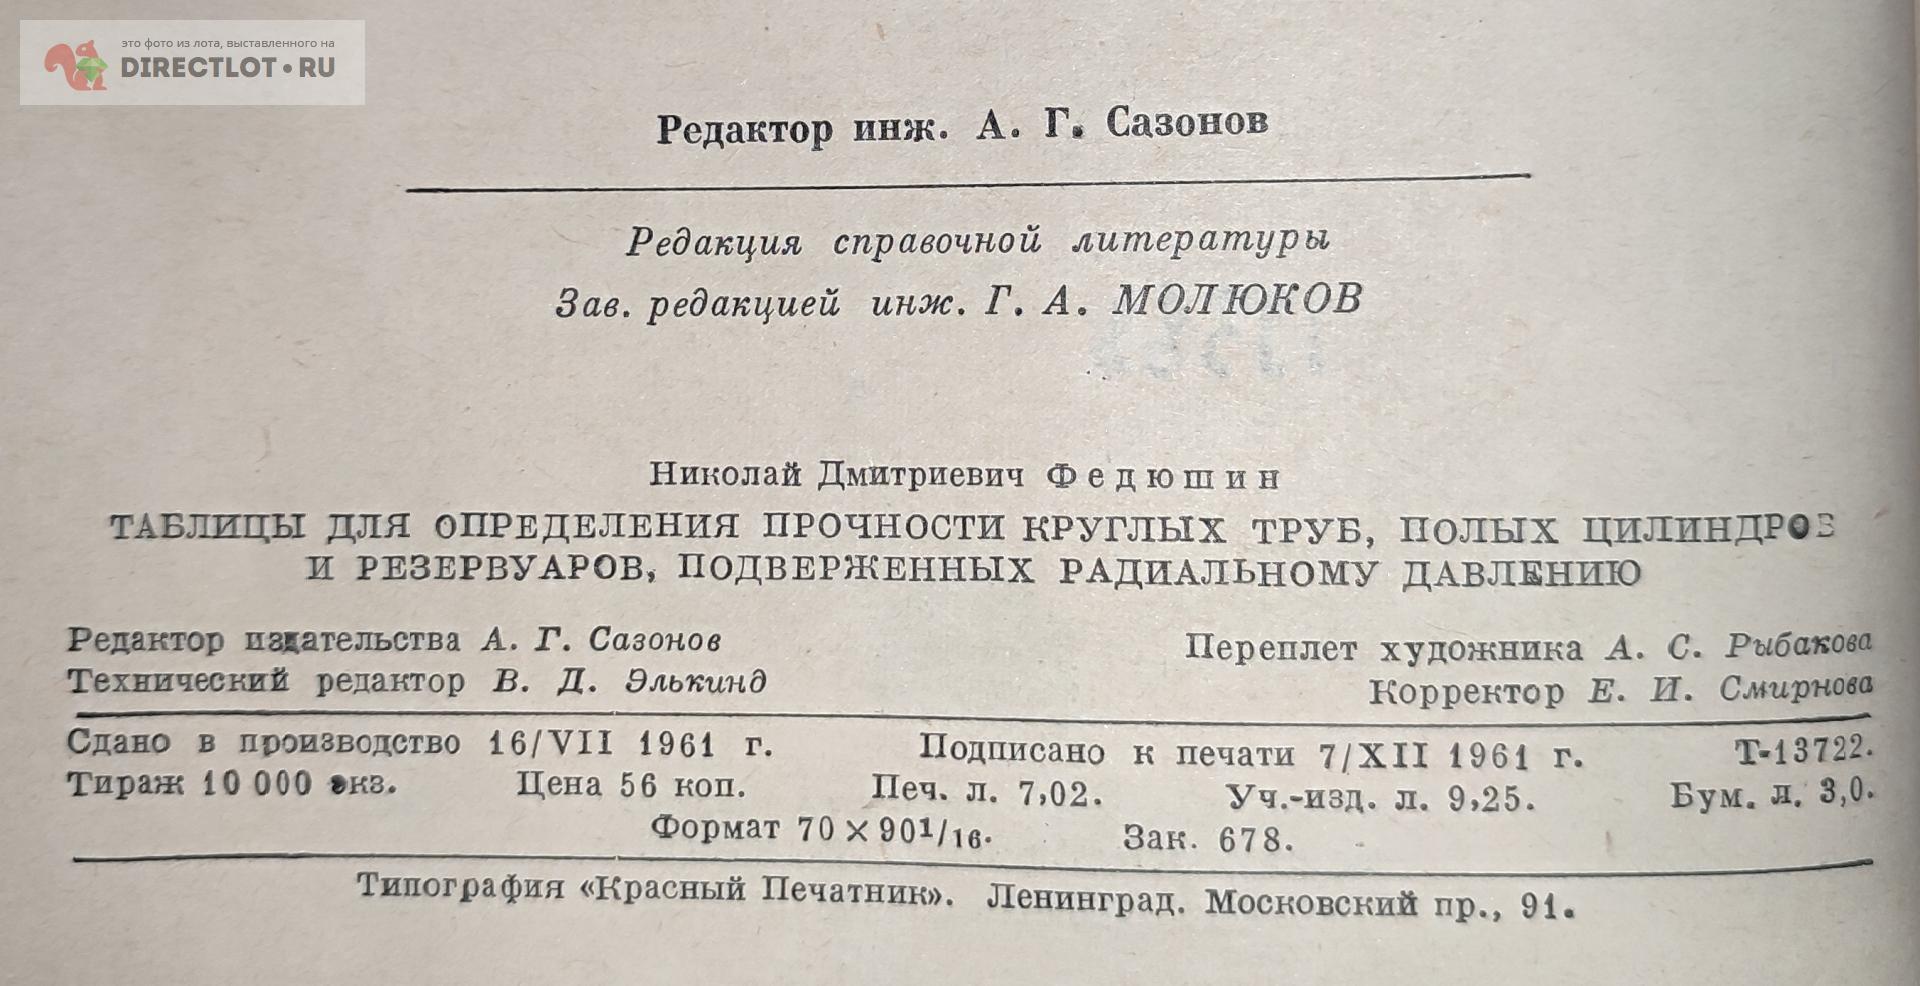 это фото из лота, выставленного на
DIRECTLOT•RU
Редактор инж. А. Г. Сазонов
Редакция справочной литературы
Зав. редакцией инж. Г. А. МОЛЮКОВ
Николай Дмитриевич Федюшин
ТАБЛИЦЫ ДЛЯ ОПРЕДЕЛЕНИЯ ПРОЧНОСТИ КРУГЛЫХ ТРУБ, ПОЛЫХ ЦИЛИНДРОВ
И РЕЗЕРВУАРОВ, ПОДВЕРЖЕННЫХ РАДИАЛЬНОМУ ДАВЛЕНИЮ
Редактор издательства А. Г. Сазонов Переплет художника А. С. Рыбакова
Технический редактор В. Д. Элькинд Корректор Е. И. Смирнова
Сдано в производство 16/VII 1961 г. Подписано к печати 7/XII 1961 г. Т-13722.
Тираж 10 000 экз. Цена 56 коп. Печ. л. 7,02. Уч.-изд. л. 9,25. Бум. л. 3,0.
Формат 70 × 90 1/16. Зак. 678.
Типография «Красный Печатник». Ленинград. Московский пр., 91.